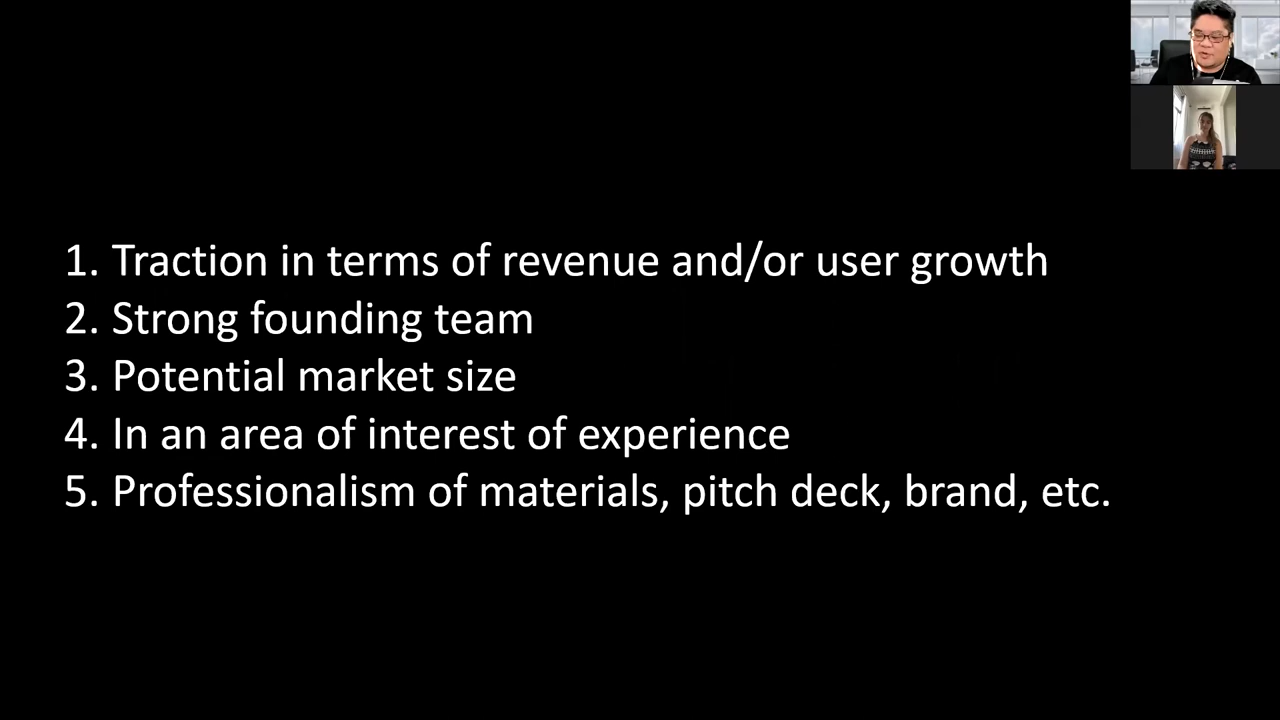 1. Traction in terms of revenue and/or user growth
2. Strong founding team
3. Potential market size
4. In an area of interest of experience
5. Professionalism of materials, pitch deck, brand, etc.